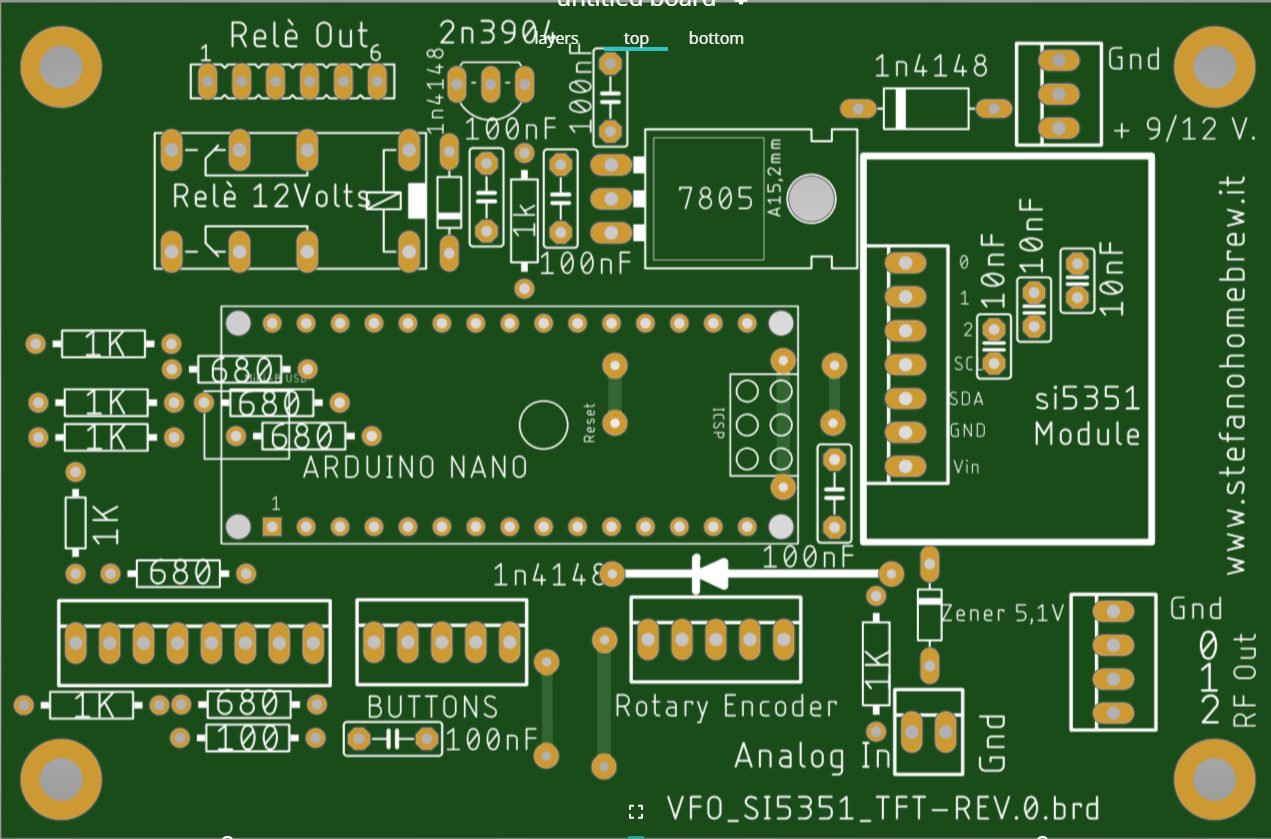 untitled board
layers top bottom
Relè Out
1 6
2n3904
1n4148
100nF
1n4148
Gnd
+ 9/12 V.
100nF
Relè 12Volts
1k
100nF
7805
A15,2mm
www.stefanohomebrew.it
0
1
2
SCL
SDA
GND
Vin
10nF
10nF
10nF
si5351
Module
1K
680
1K
680
1K
680
1K
680
Reset
ICSP
ARDUINO NANO
1
100nF
1n4148
Zener 5,1V
1K
Gnd
0
1
2
RF Out
1K
680
100
BUTTONS
100nF
Rotary Encoder
Analog In
Gnd
VFO_SI5351_TFT-REV.0.brd